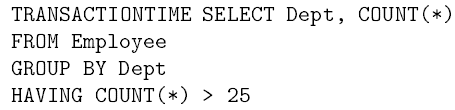 TRANSACTIONTIME SELECT Dept, COUNT(*)
FROM Employee
GROUP BY Dept
HAVING COUNT(*) > 25